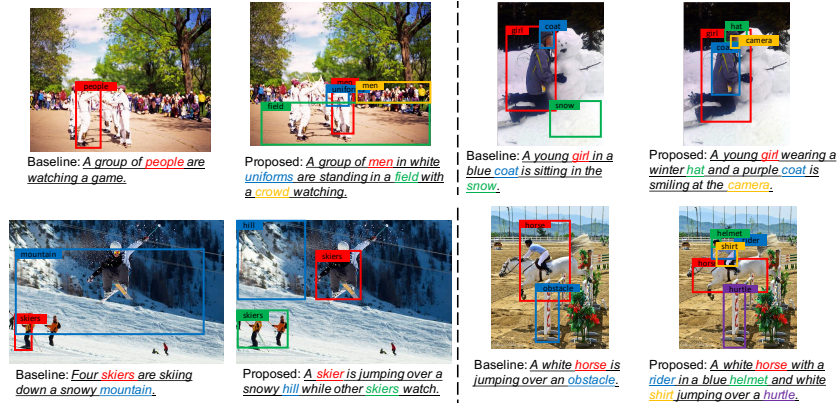 people
men
uniform
men
field
Baseline: A group of people are
watching a game.
Proposed: A group of men in white
uniforms are standing in a field with
a crowd watching.
coat
girl
snow
Baseline: A young girl in a
blue coat is sitting in the
snow.
hat
girl
camera
coat
Proposed: A young girl wearing a
winter hat and a purple coat is
smiling at the camera.
mountain
skiers
Baseline: Four skiers are skiing
down a snowy mountain.
hill
skiers
skiers
Proposed: A skier is jumping over a
snowy hill while other skiers watch.
horse
obstacle
Baseline: A white horse is
jumping over an obstacle.
helmet
rider
shirt
horse
hurtle
Proposed: A white horse with a
rider in a blue helmet and white
shirt jumping over a hurtle.